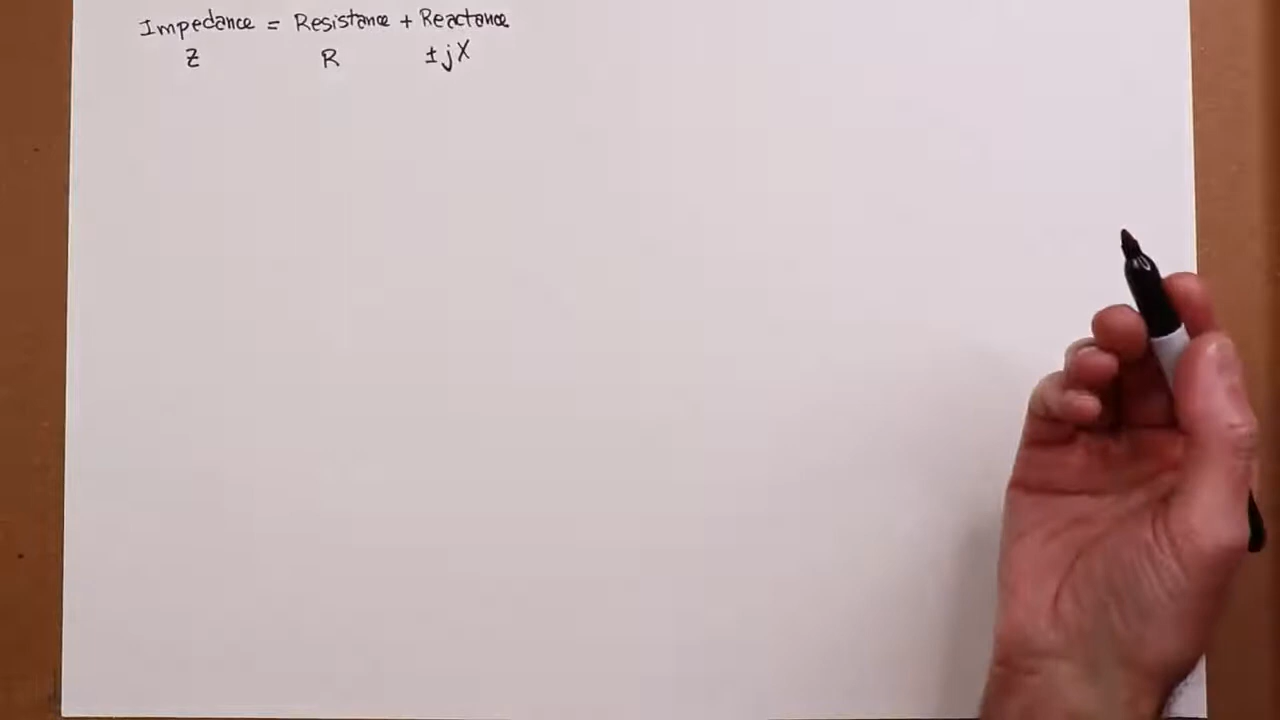 Impedance = Resistance + Reactance
Z R ±jX